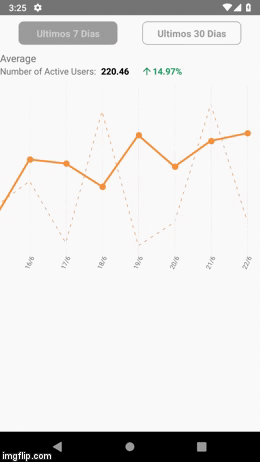 3:25
Ultimos 7 Dias
Ultimos 30 Dias
Average
Number of Active Users: 220.46 14.97%
16/6
17/6
18/6
19/6
20/6
21/6
22/6
imgflip.com